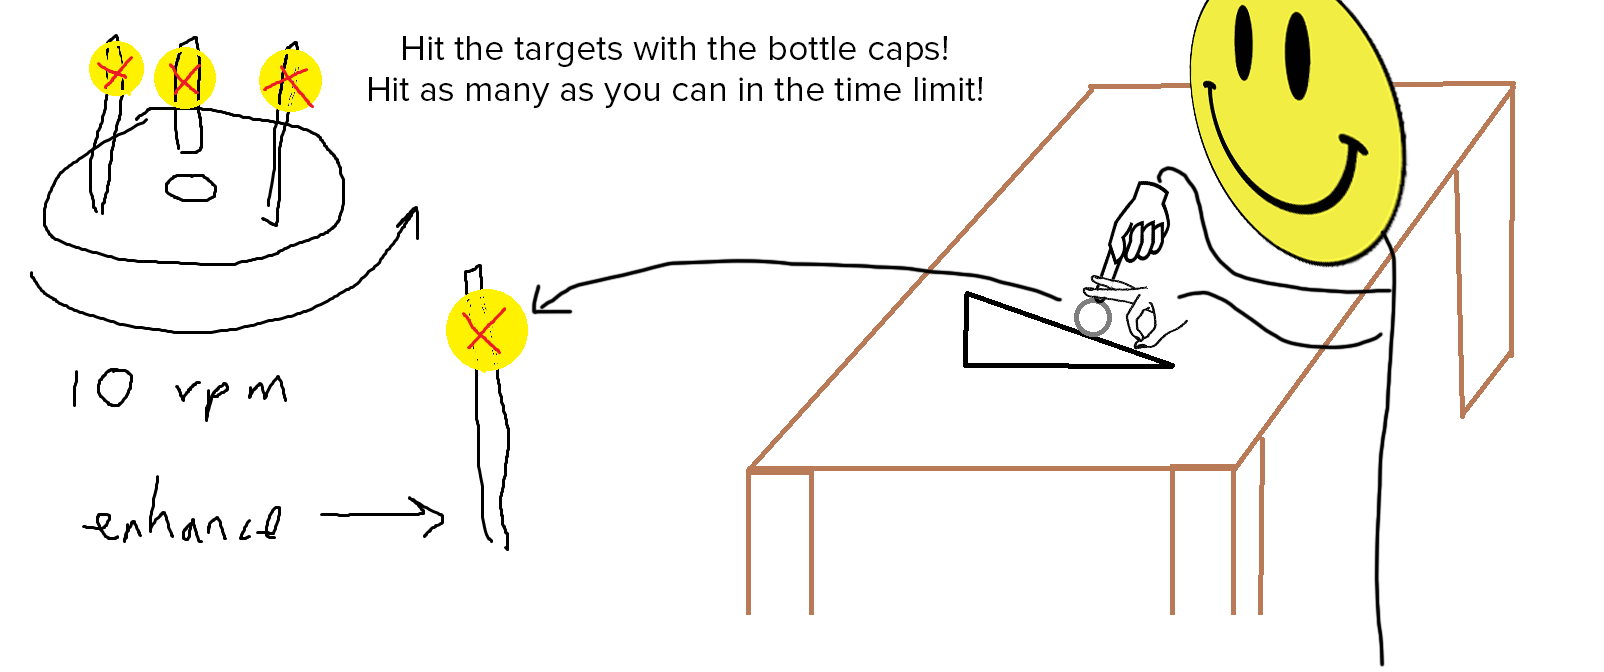 Hit the targets with the bottle caps!
Hit as many as you can in the time limit!
10 rpm
enhance